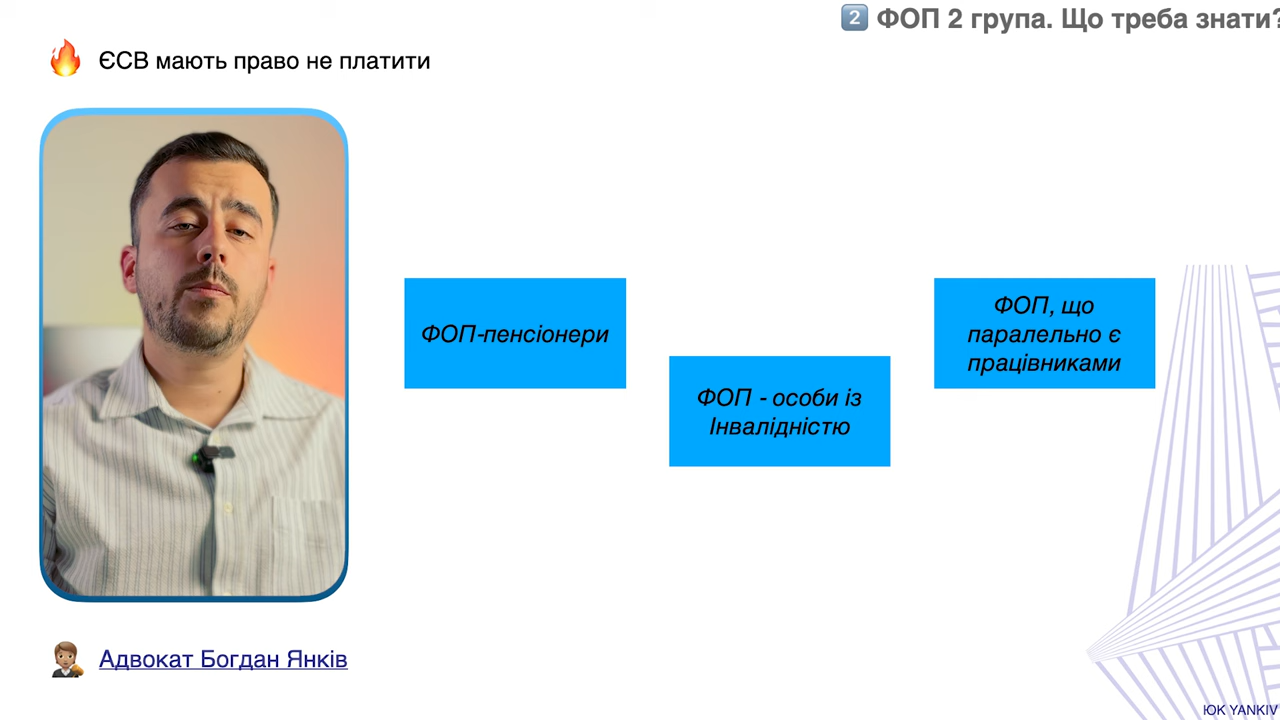 2 ФОП 2 група. Що треба знати?
ЄСВ мають право не платити
ФОП-пенсіонери
ФОП - особи із
Інвалідністю
ФОП, що
паралельно є
працівниками
Адвокат Богдан Янків
ЮК YANKIV